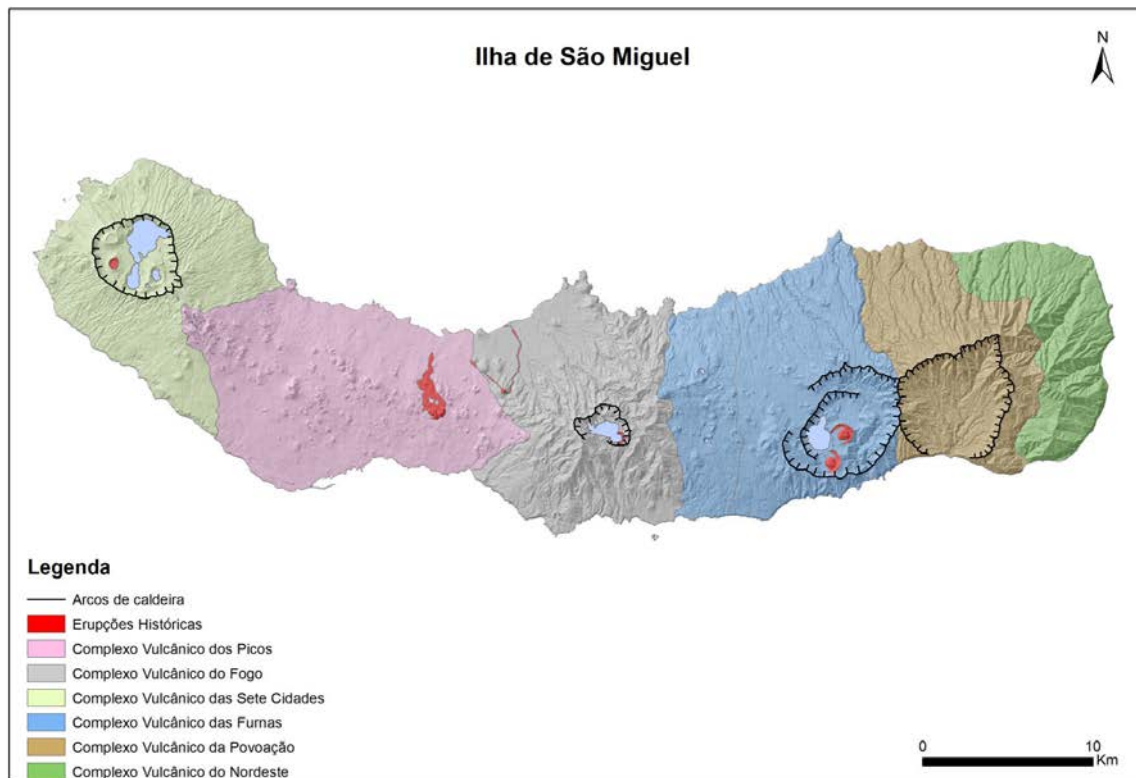 Ilha de São Miguel
N
Legenda
Arcos de caldeira
Erupções Históricas
Complexo Vulcânico dos Picos
Complexo Vulcânico do Fogo
Complexo Vulcânico das Sete Cidades
Complexo Vulcânico das Furnas
Complexo Vulcânico da Povoação
Complexo Vulcânico do Nordeste
0 10
Km